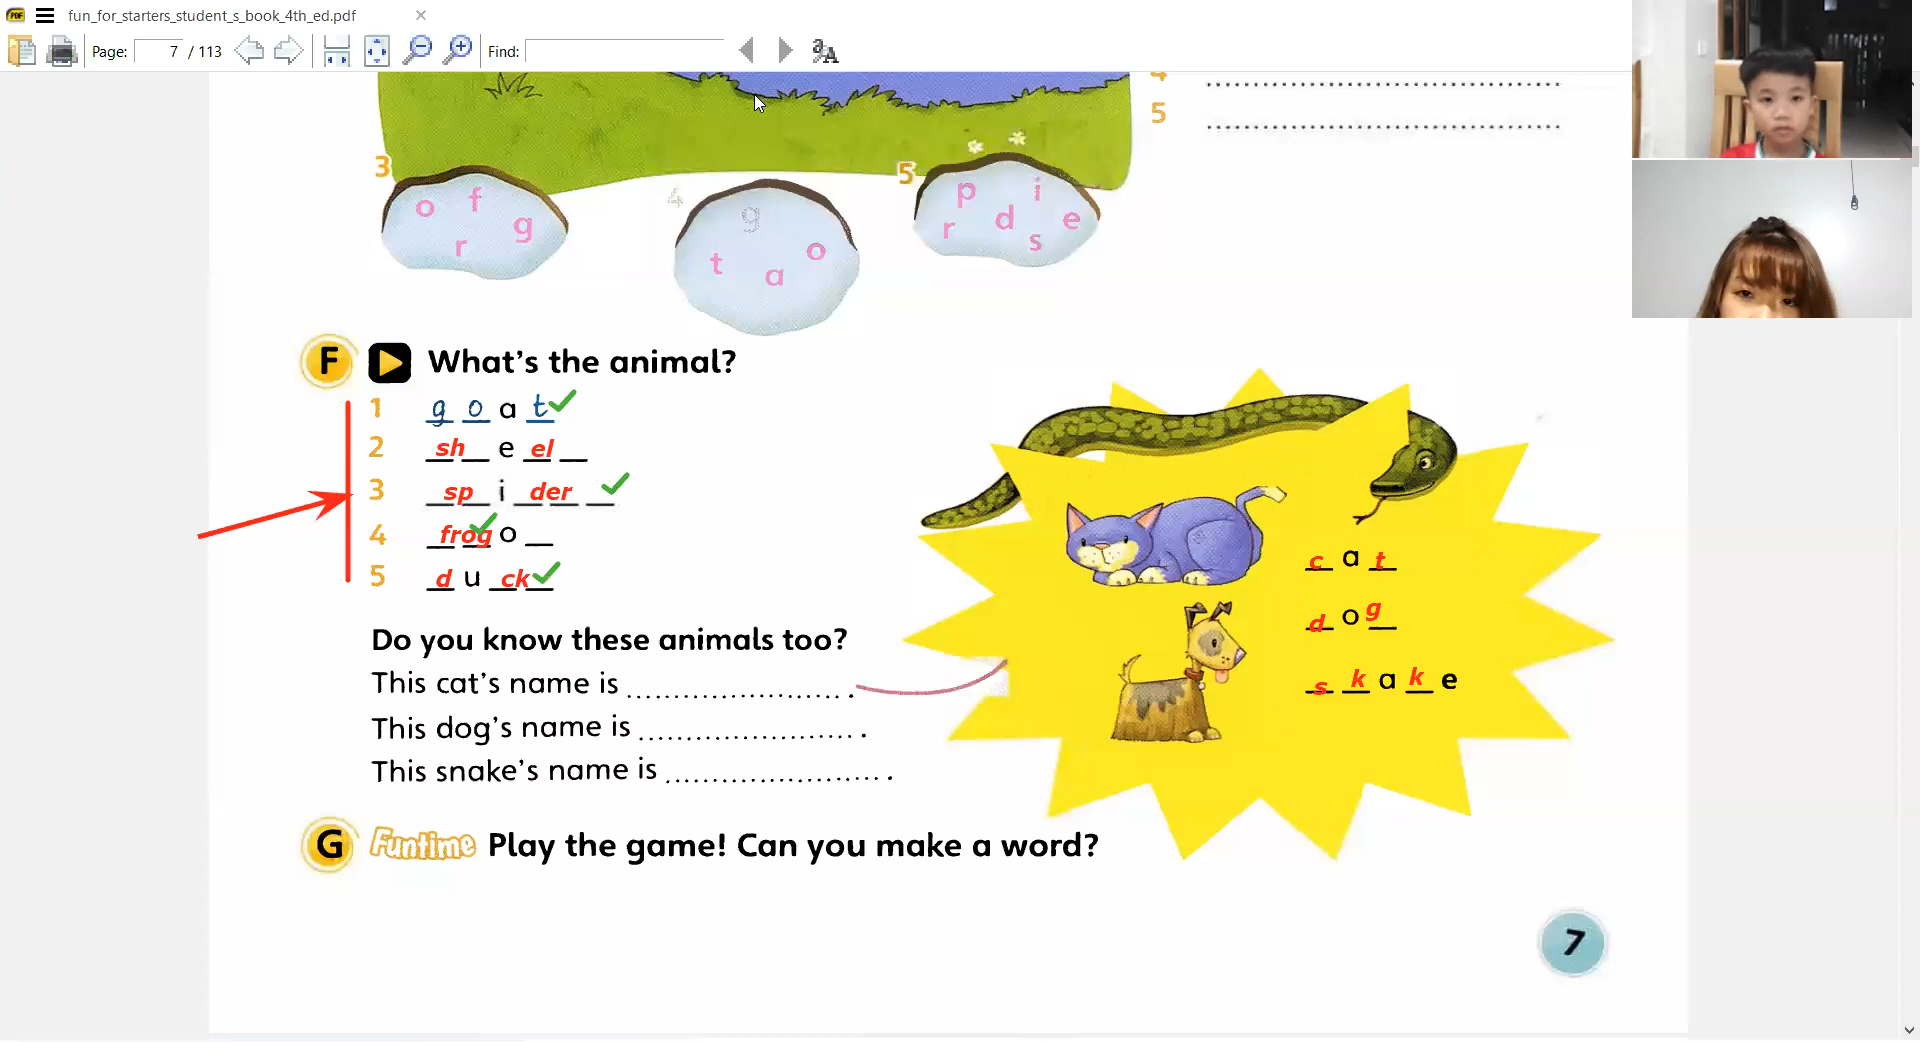 fun_for_starters_student_s_book_4th_ed.pdf
Page: 7 / 113 Find:
4
5
3
o f g r
4
g t a o
5
p i r d e s
F What's the animal?
1 g o a t
2 sh e el
3 sp i der
4 frog o
5 d u ck
c a t
d o g
s k a k e
Do you know these animals too?
This cat's name is ........................ .
This dog's name is ........................ .
This snake's name is ........................ .
G Funtime Play the game! Can you make a word?
7